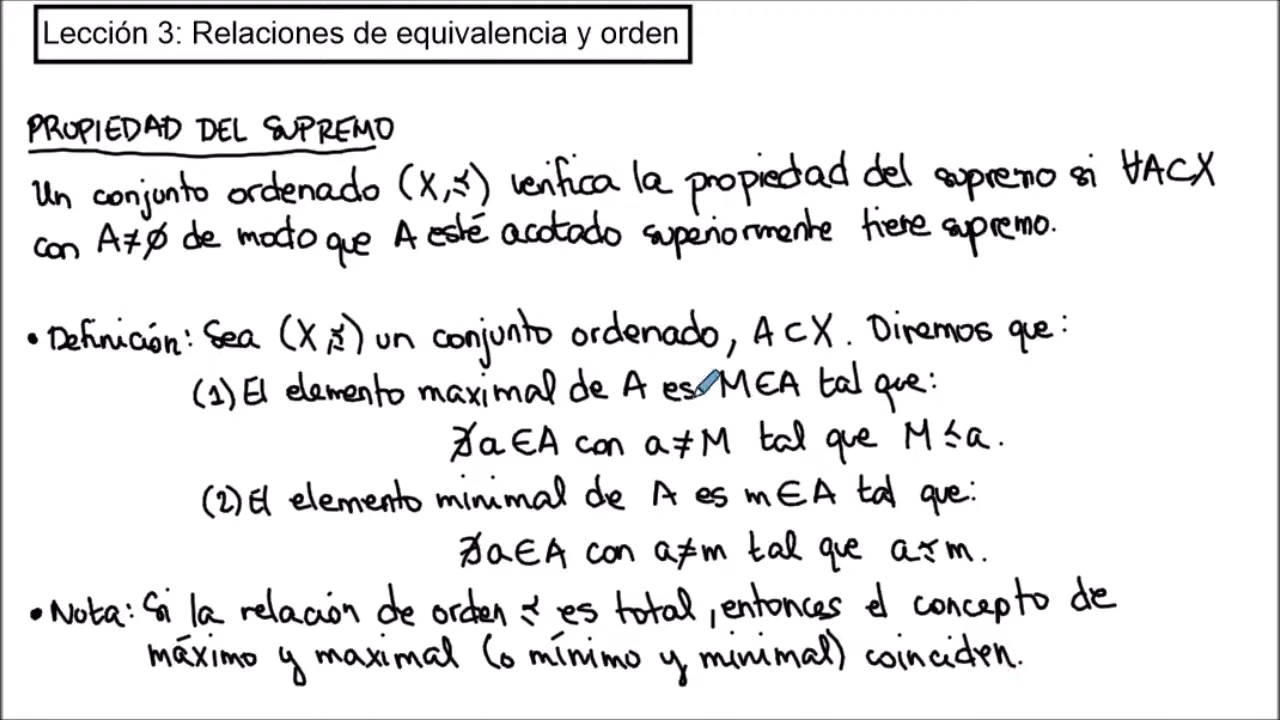 Lección 3: Relaciones de equivalencia y orden
PROPIEDAD DEL SUPREMO
Un conjunto ordenado (X,≼) verifica la propiedad del supremo si ∀A⊂X
con A≠∅ de modo que A esté acotado superiormente tiene supremo.
• Definición: Sea (X,≼) un conjunto ordenado, A⊂X. Diremos que:
(1) El elemento maximal de A es M∈A tal que:
∄a∈A con a≠M tal que M≼a.
(2) El elemento minimal de A es m∈A tal que:
∄a∈A con a≠m tal que a≼m.
• Nota: Si la relación de orden ≼ es total, entonces el concepto de
máximo y maximal (o mínimo y minimal) coinciden.